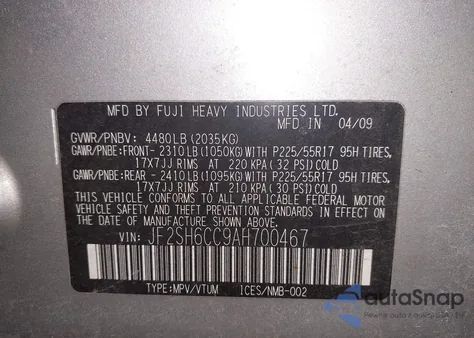 MFD BY FUJI HEAVY INDUSTRIES LTD.
GVWR/PNBV: 4480LB(2035KG) IN 04/09
GAWR/PNBE:FRONT- 2310LB(1050KG)WITH P225/55R17 95H TIRES,
17X7JJ RIMS AT 220 KPA(32 PSI)COLD
GAWR/PNBE:REAR - 2410LB(1095KG)WITH P225/55R17 95H TIRES,
17X7JJ RIMS AT 210 KPA(30 PSI)COLD
THIS VEHICLE CONFORMS TO ALL APPLICABLE FEDERAL MOTOR
VEHICLE SAFETY AND BUMPER STANDARDS IN EFFECT ON
THE DATE OF MANUFACTURE SHOWN ABOVE.
VIN: JF2SH6CC9AH700467
TYPE:MPV/VTUM ICES/NMB-002
autoSnap